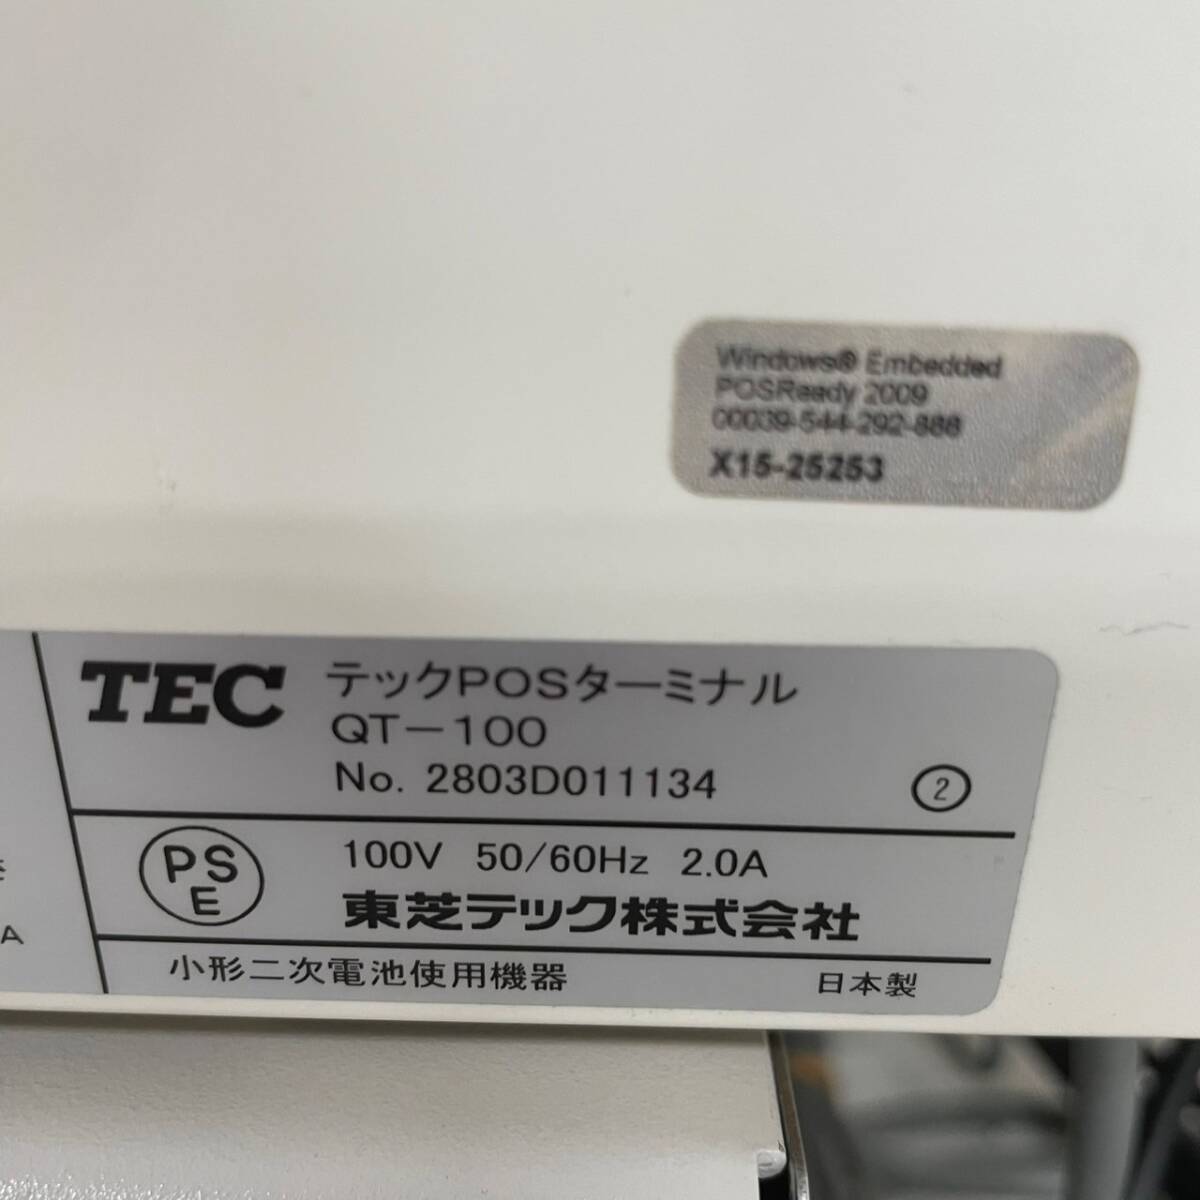 Windows® Embedded
POSReady 2009
00039-544-292-888
X15-25253
TEC テックPOSターミナル
QT-100
No. 2803D011134
2
PSE
100V 50/60Hz 2.0A
東芝テック株式会社
A
小形二次電池使用機器
日本製